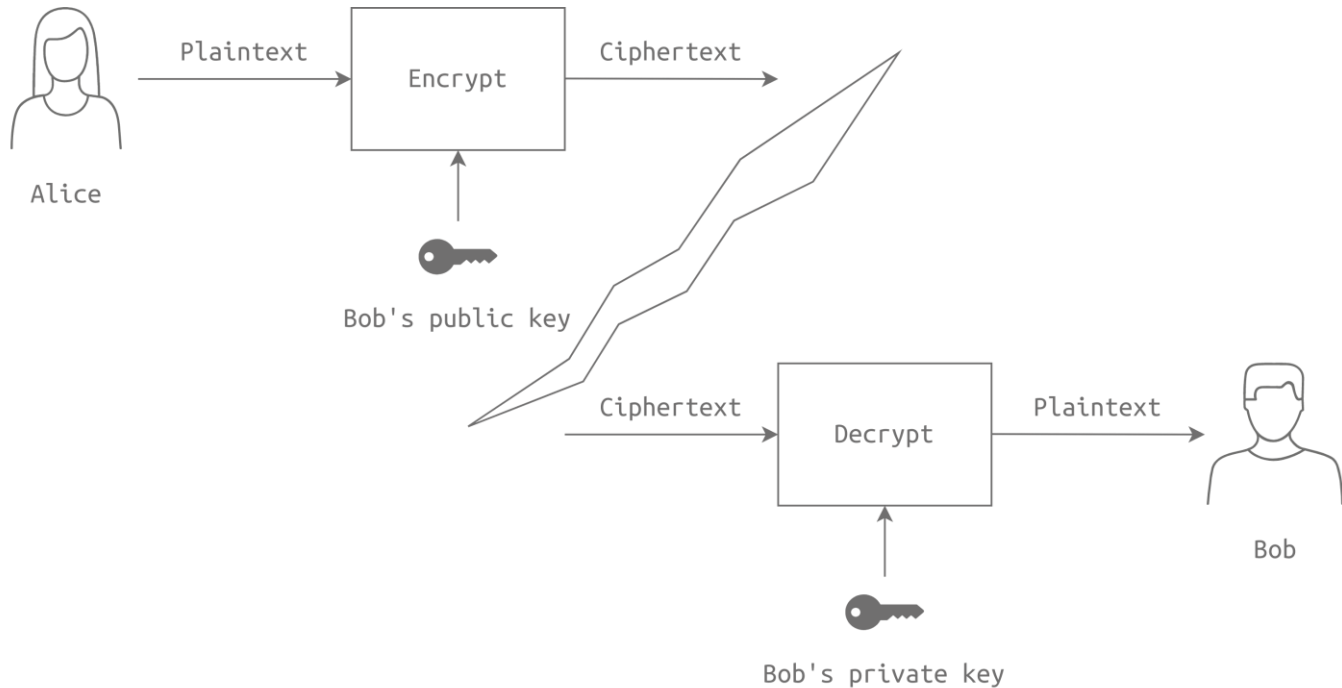 Plaintext
Encrypt
Ciphertext
Alice
Bob's public key
Ciphertext
Decrypt
Plaintext
Bob
Bob's private key